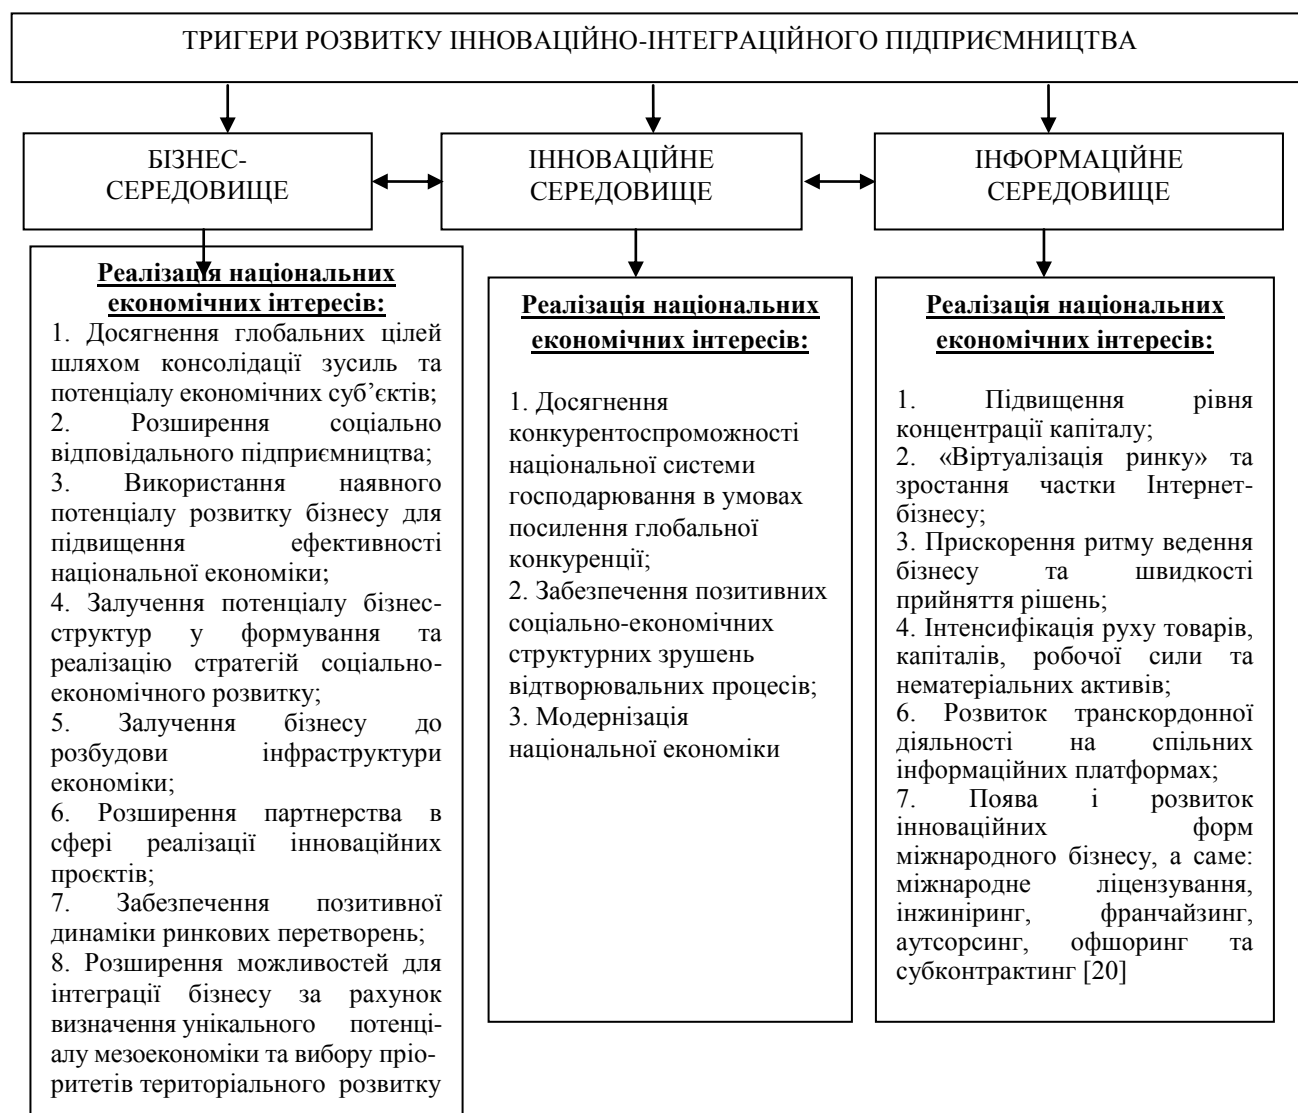 ТРИГЕРИ РОЗВИТКУ ІННОВАЦІЙНО-ІНТЕГРАЦІЙНОГО ПІДПРИЄМНИЦТВА
БІЗНЕС-
СЕРЕДОВИЩЕ
ІННОВАЦІЙНЕ
СЕРЕДОВИЩЕ
ІНФОРМАЦІЙНЕ
СЕРЕДОВИЩЕ
Реалізація національних
економічних інтересів:
1. Досягнення глобальних цілей
шляхом консолідації зусиль та
потенціалу економічних суб’єктів;
2. Розширення соціально
відповідального підприємництва;
3. Використання наявного
потенціалу розвитку бізнесу для
підвищення ефективності
національної економіки;
4. Залучення потенціалу бізнес-
структур у формування та
реалізацію стратегій соціально-
економічного розвитку;
5. Залучення бізнесу до
розбудови інфраструктури
економіки;
6. Розширення партнерства в
сфері реалізації інноваційних
проєктів;
7. Забезпечення позитивної
динаміки ринкових перетворень;
8. Розширення можливостей для
інтеграції бізнесу за рахунок
визначення унікального потенці-
алу мезоекономіки та вибору пріо-
ритетів територіального розвитку
Реалізація національних
економічних інтересів:
1. Досягнення
конкурентоспроможності
національної системи
господарювання в умовах
посилення глобальної
конкуренції;
2. Забезпечення позитивних
соціально-економічних
структурних зрушень
відтворювальних процесів;
3. Модернізація
національної економіки
Реалізація національних
економічних інтересів:
1. Підвищення рівня
концентрації капіталу;
2. «Віртуалізація ринку» та
зростання частки Інтернет-
бізнесу;
3. Прискорення ритму ведення
бізнесу та швидкості
прийняття рішень;
4. Інтенсифікація руху товарів,
капіталів, робочої сили та
нематеріальних активів;
6. Розвиток транскордонної
діяльності на спільних
інформаційних платформах;
7. Поява і розвиток
інноваційних форм
міжнародного бізнесу, а саме:
міжнародне ліцензування,
інжиніринг, франчайзинг,
аутсорсинг, офшоринг та
субконтрактинг [20]